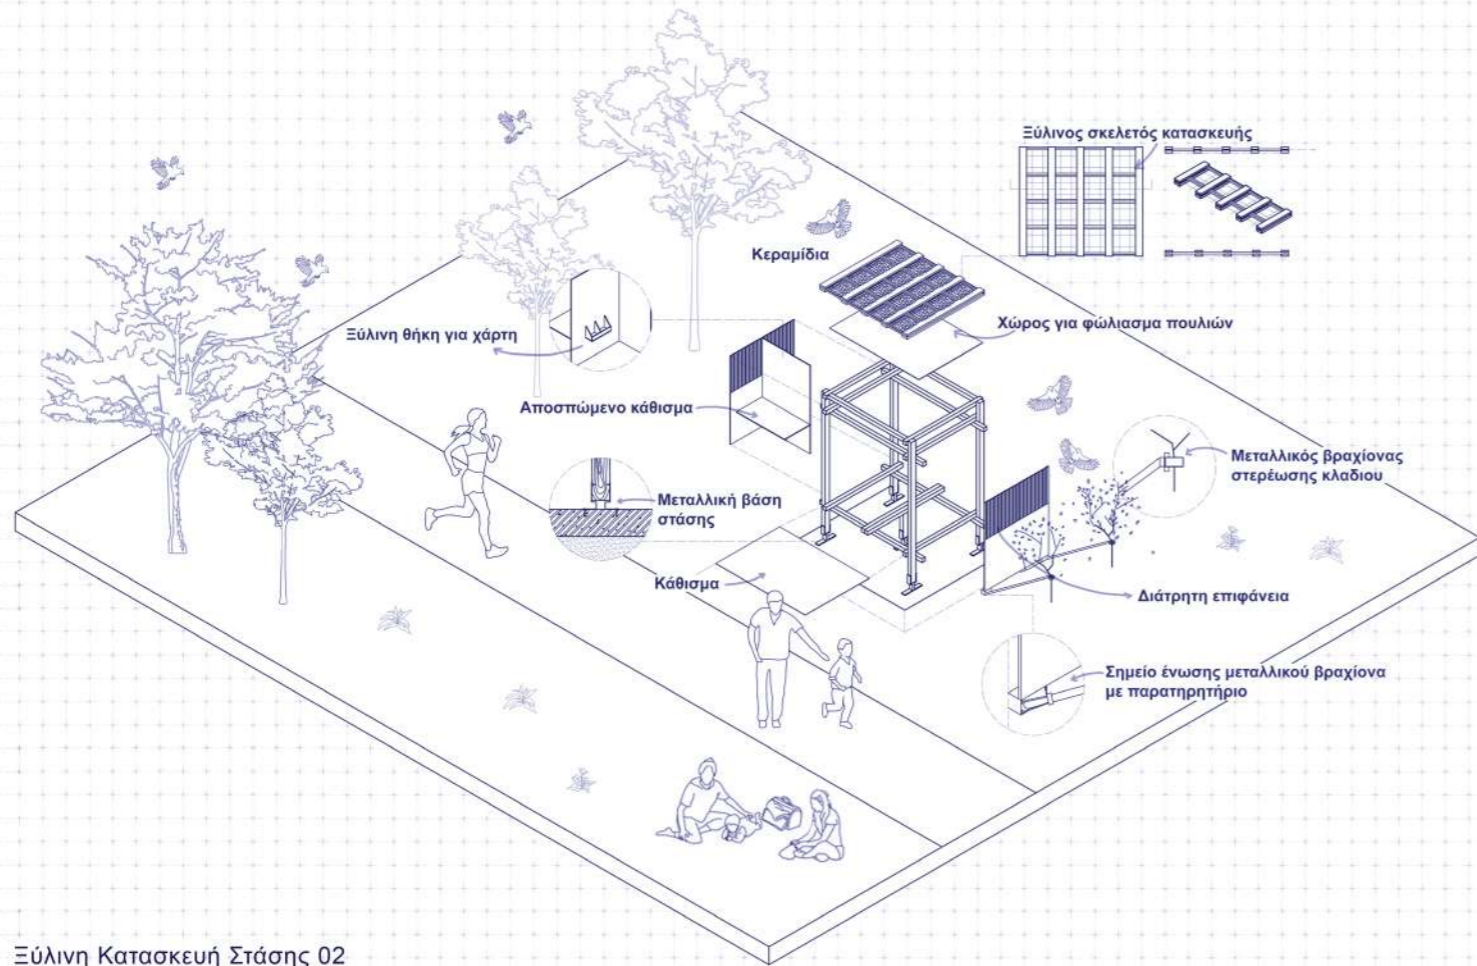 Ξύλινος σκελετός κατασκευής
Κεραμίδια
Χώρος για φώλιασμα πουλιών
Ξύλινη θήκη για χάρτη
Αποσπώμενο κάθισμα
Μεταλλικός βραχίονας
στερέωσης κλαδιου
Μεταλλική βάση
στάσης
Κάθισμα
Διάτρητη επιφάνεια
Σημείο ένωσης μεταλλικού βραχίονα
με παρατηρητήριο
Ξύλινη Κατασκευή Στάσης 02